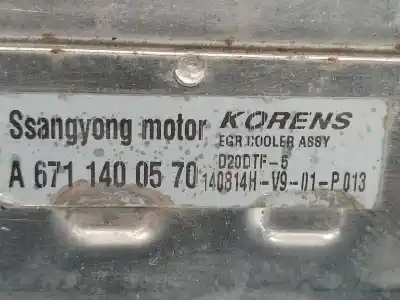 Ssangyong motor KORENS
EGR COOLER ASSY
D20DTF-5
A 671 140 05 70 140814H-V9-01-P013